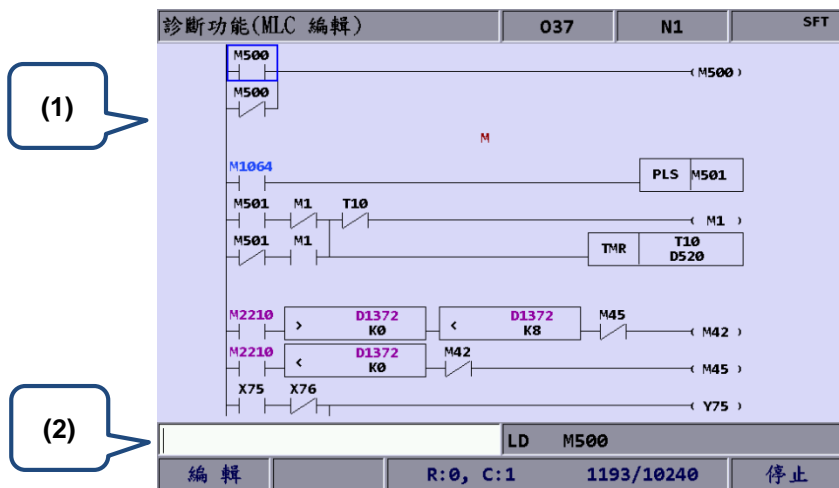 診斷功能(MLC 編輯) O37 N1 SFT
M500
( M500 )
M500
(1)
M
M1064
PLS M501
M501 M1 T10
( M1 )
M501 M1
TMR T10
D520
M2210 > D1372 < D1372 M45
K0 K8 ( M42 )
M2210 < D1372 M42
K0 ( M45 )
X75 X76
( Y75 )
(2)
LD M500
編 輯 R:0, C:1 1193/10240 停止